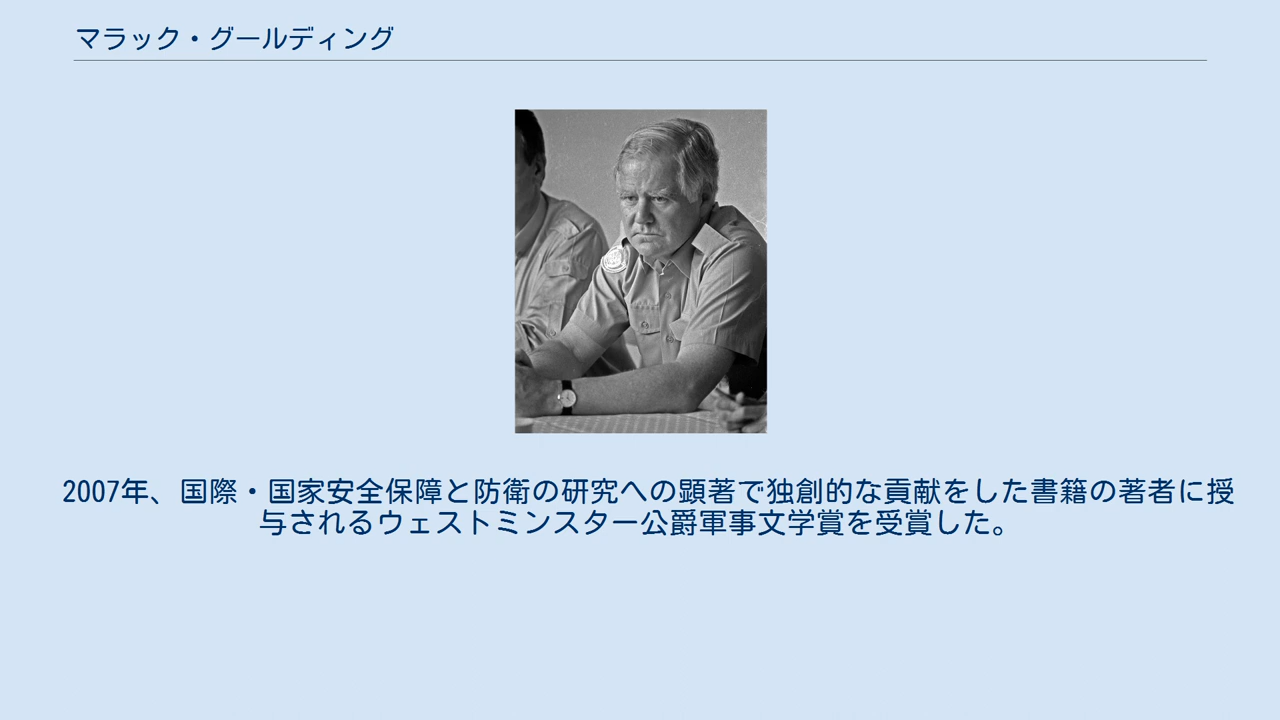 マラック・グールディング
2007年、国際・国家安全保障と防衛の研究への顕著で独創的な貢献をした書籍の著者に授
与されるウェストミンスター公爵軍事文学賞を受賞した。